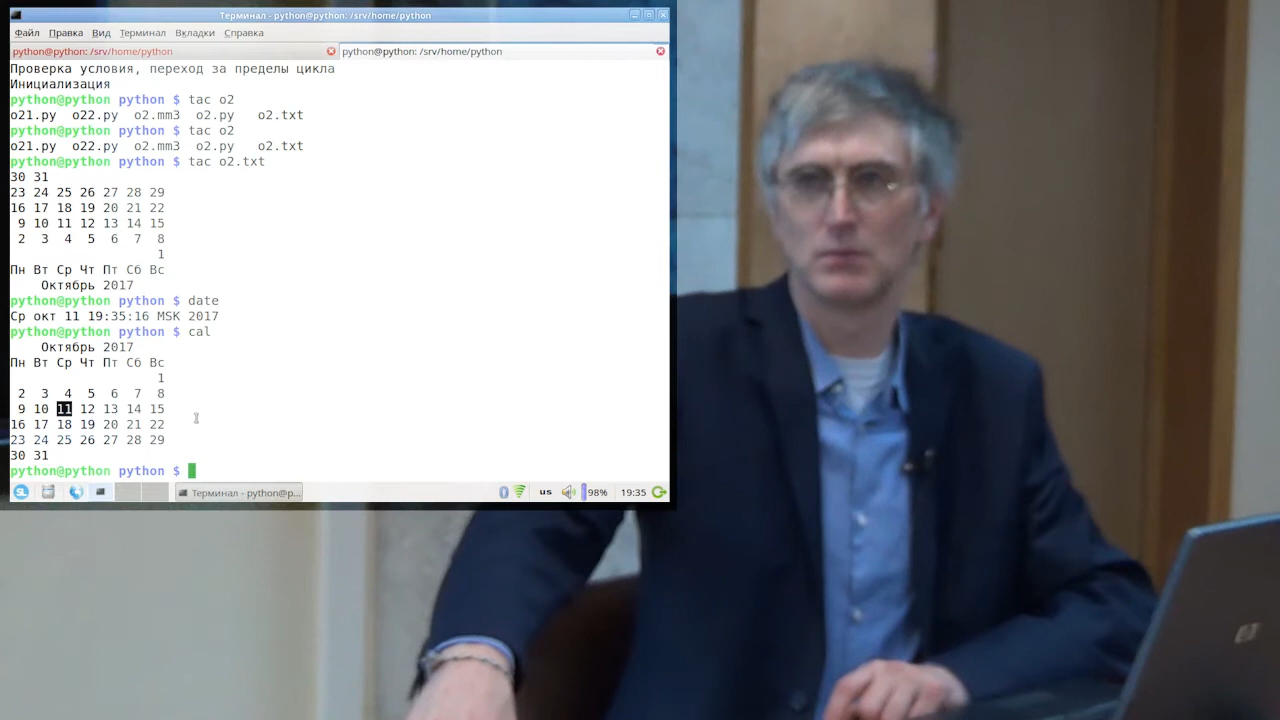 Терминал - python@python: /srv/home/python
Файл Правка Вид Терминал Вкладки Справка
python@python: /srv/home/python python@python: /srv/home/python
Проверка условия, переход за пределы цикла
Инициализация
python@python python $ tac o2
o21.py o22.py o2.mm3 o2.py o2.txt
python@python python $ tac o2
o21.py o22.py o2.mm3 o2.py o2.txt
python@python python $ tac o2.txt
30 31
23 24 25 26 27 28 29
16 17 18 19 20 21 22
9 10 11 12 13 14 15
2 3 4 5 6 7 8
1
Пн Вт Ср Чт Пт Сб Вс
Октябрь 2017
python@python python $ date
Ср окт 11 19:35:16 MSK 2017
python@python python $ cal
Октябрь 2017
Пн Вт Ср Чт Пт Сб Вс
1
2 3 4 5 6 7 8
9 10 11 12 13 14 15
16 17 18 19 20 21 22
23 24 25 26 27 28 29
30 31
python@python python $
Терминал - python@p... us 98% 19:35
hp